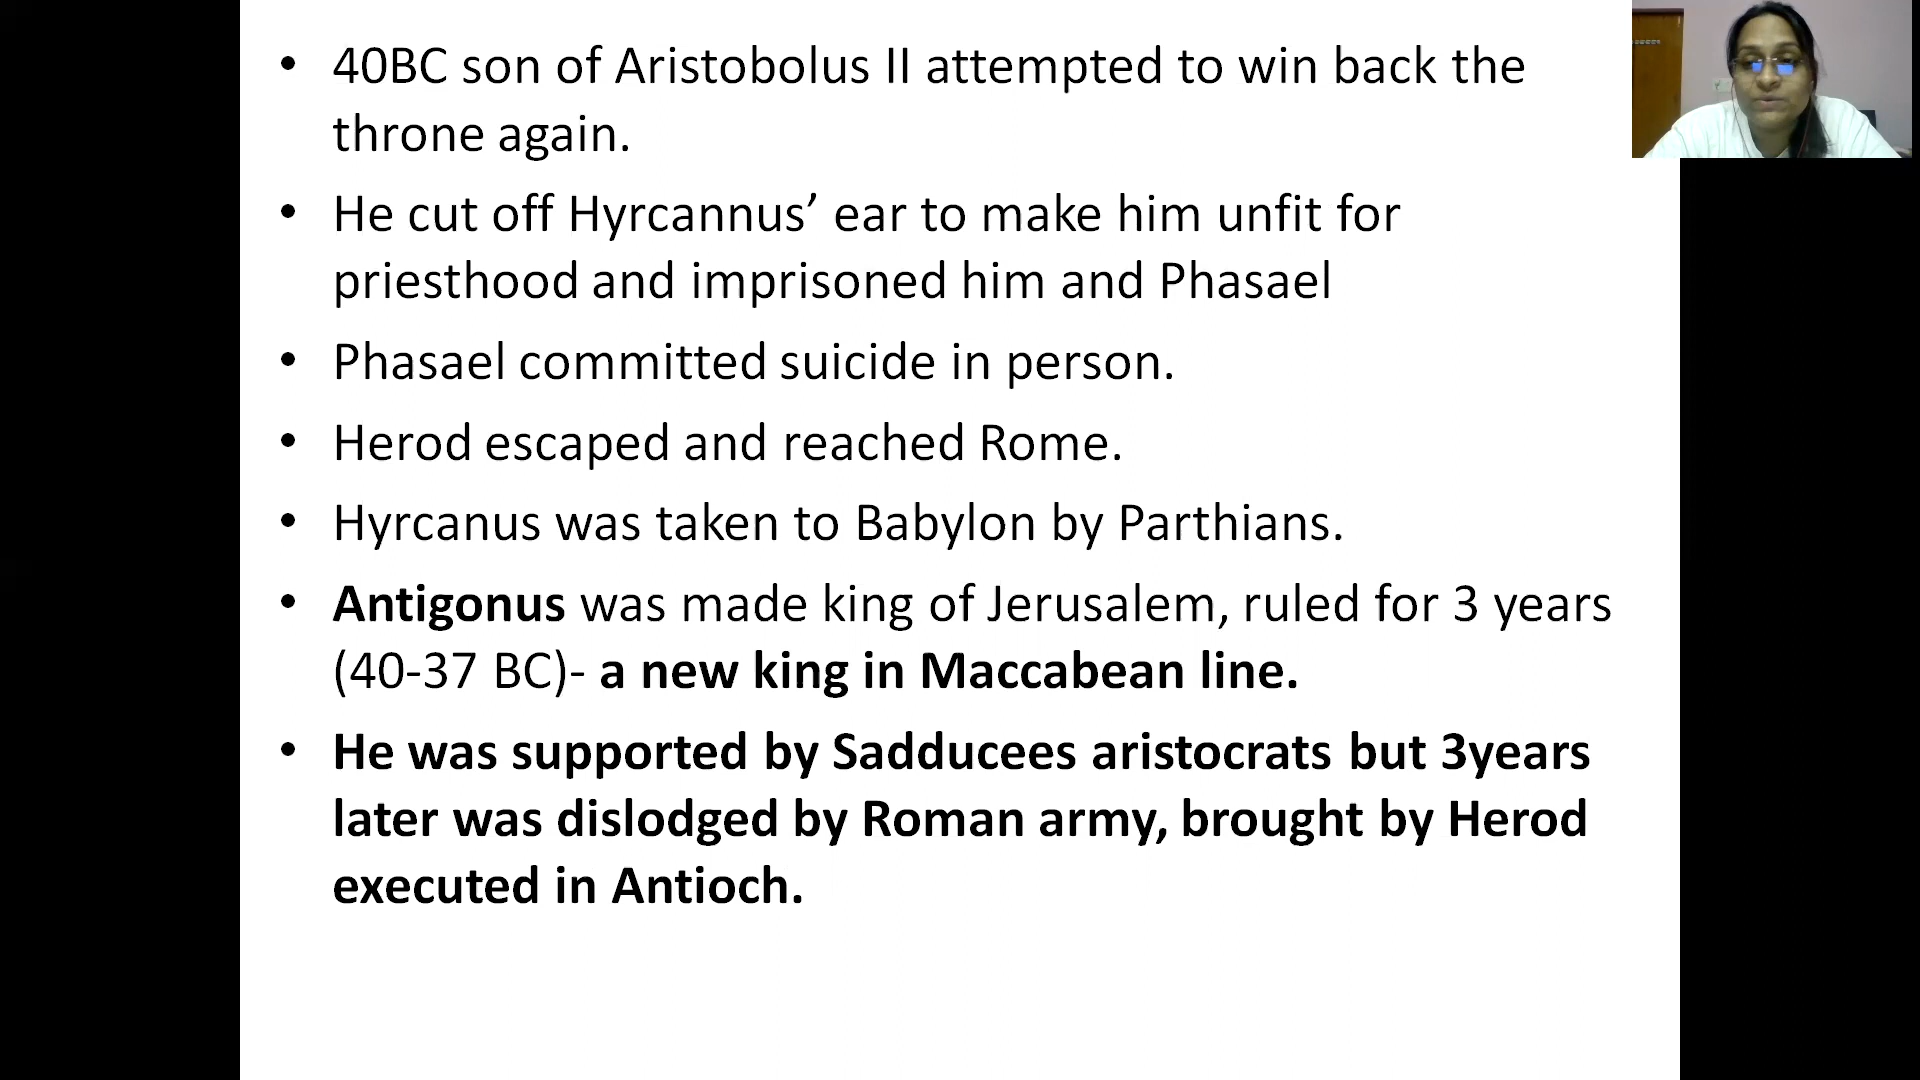 • 40BC son of Aristobolus II attempted to win back the
throne again.
• He cut off Hyrcannus’ ear to make him unfit for
priesthood and imprisoned him and Phasael
• Phasael committed suicide in person.
• Herod escaped and reached Rome.
• Hyrcanus was taken to Babylon by Parthians.
• Antigonus was made king of Jerusalem, ruled for 3 years
(40-37 BC)- a new king in Maccabean line.
• He was supported by Sadducees aristocrats but 3years
later was dislodged by Roman army, brought by Herod
executed in Antioch.